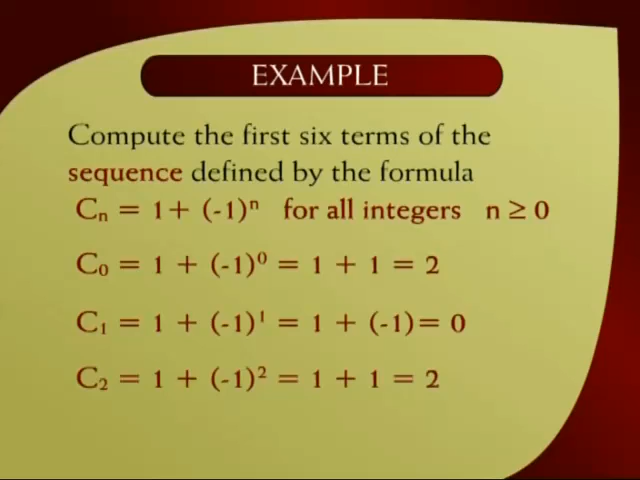 EXAMPLE
Compute the first six terms of the
sequence defined by the formula
Cₙ = 1+ (-1)ⁿ for all integers n ≥ 0
C₀ = 1 + (-1)⁰ = 1 + 1 = 2
C₁ = 1 + (-1)¹ = 1 + (-1)= 0
C₂ = 1 + (-1)² = 1 + 1 = 2